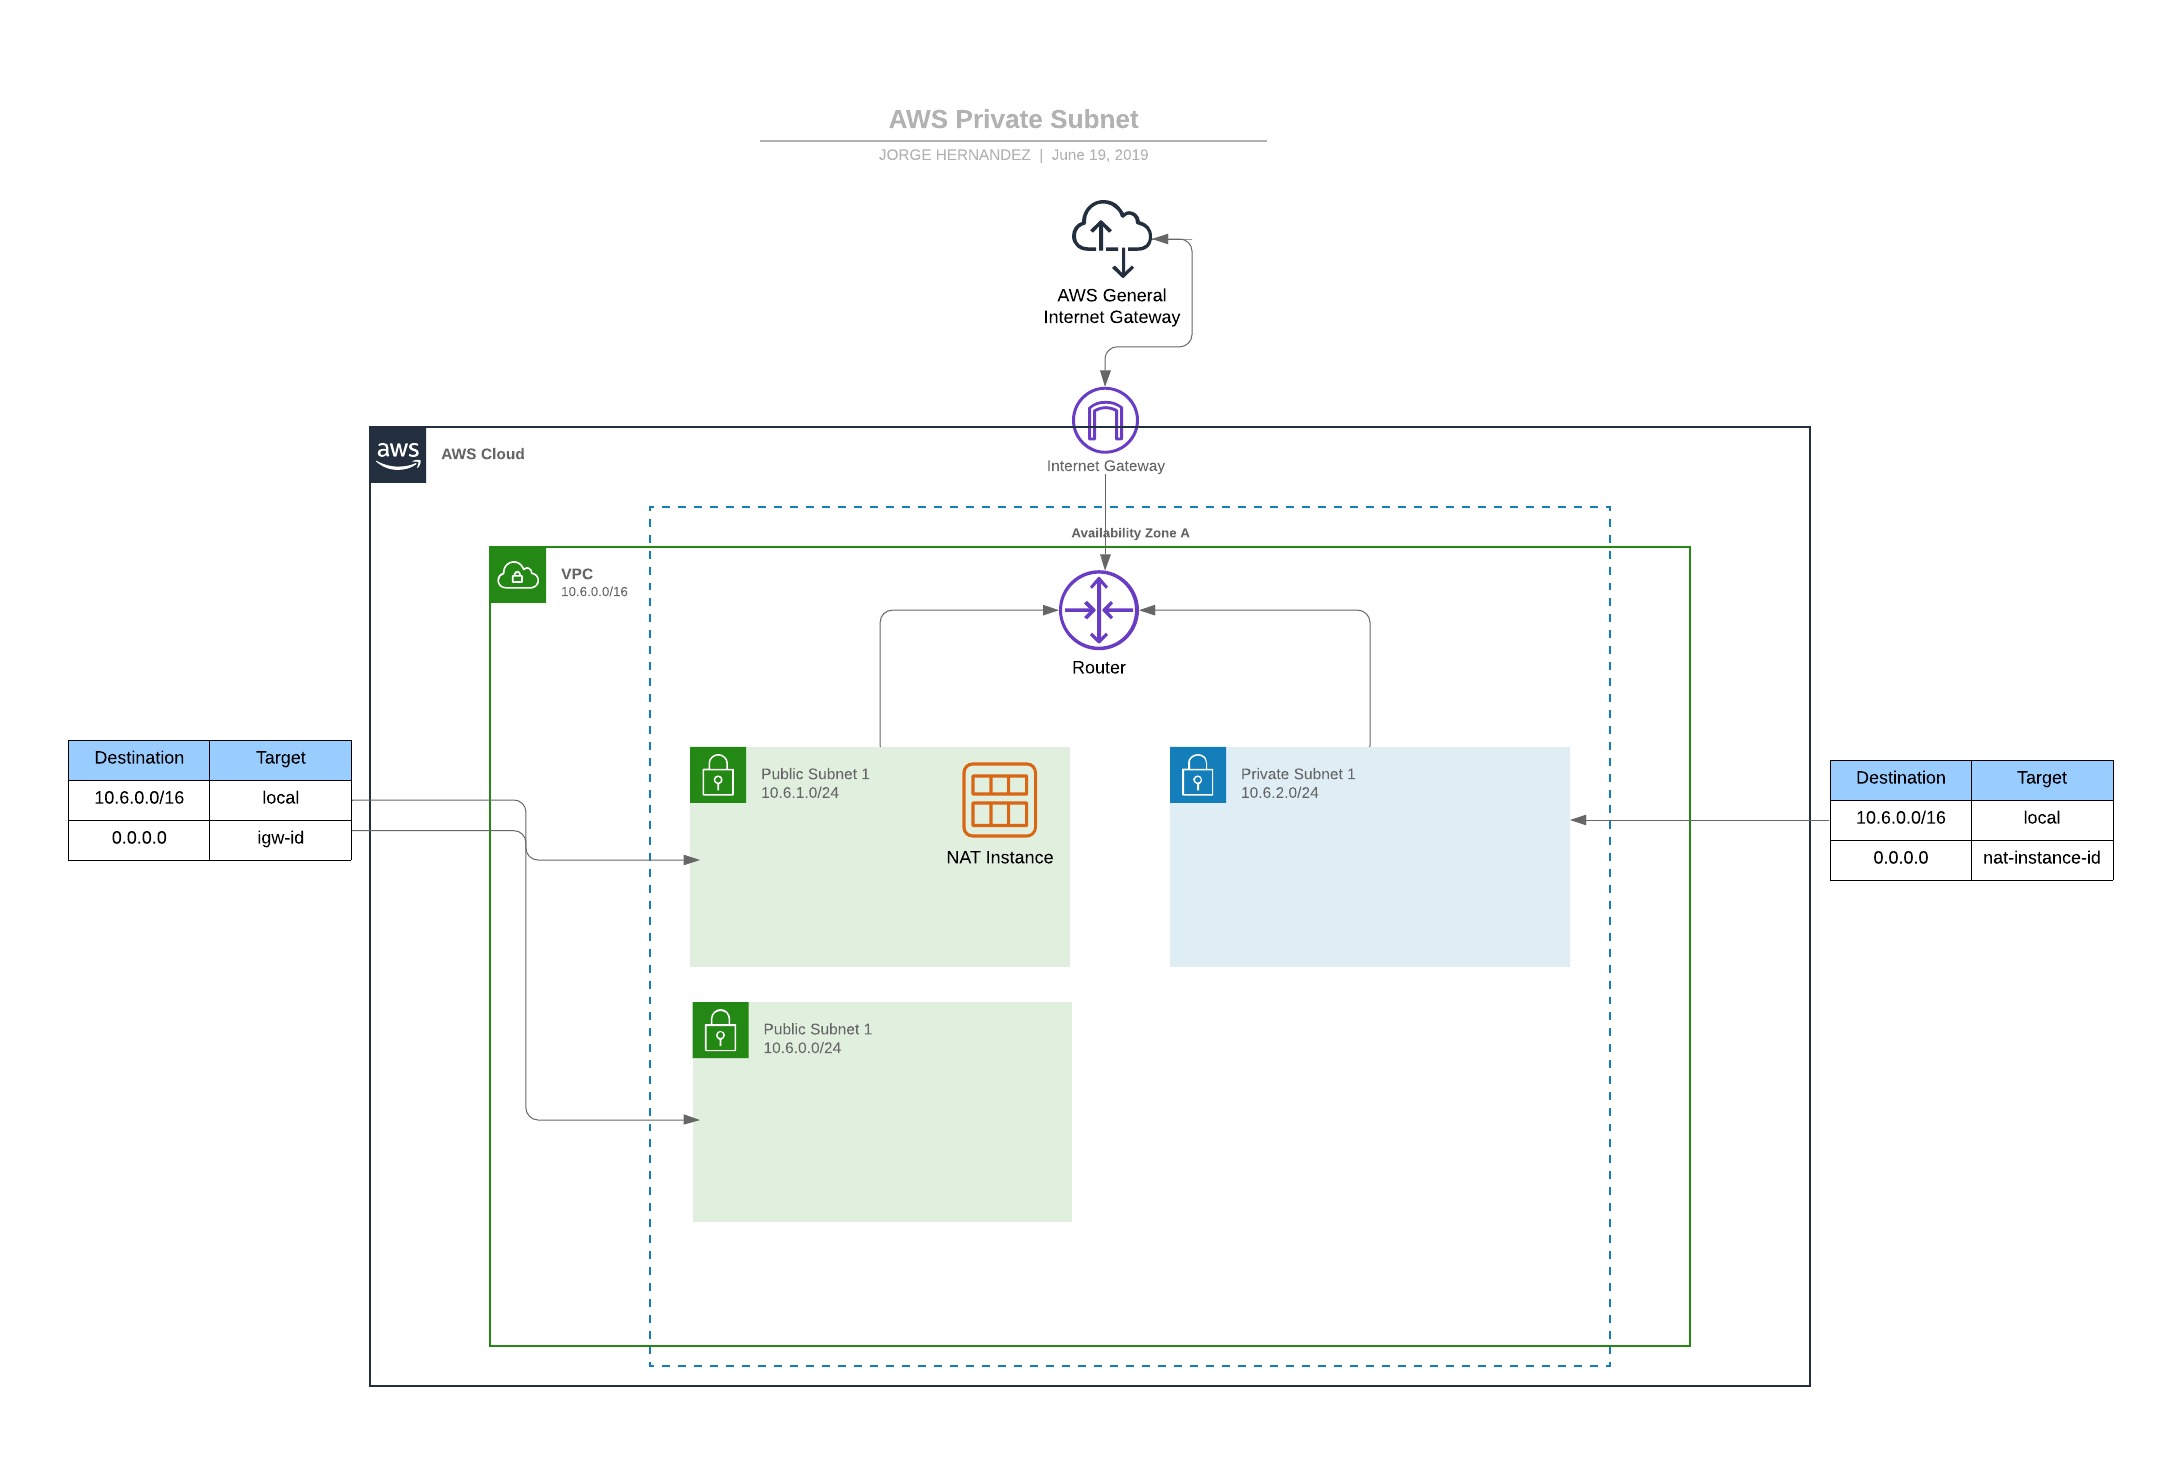 AWS Private Subnet
JORGE HERNANDEZ | June 19, 2019
AWS General
Internet Gateway
aws
AWS Cloud
Internet Gateway
Availability Zone A
VPC
10.6.0.0/16
Router
Destination Target
10.6.0.0/16 local
0.0.0.0 igw-id
Public Subnet 1
10.6.1.0/24
NAT Instance
Private Subnet 1
10.6.2.0/24
Destination Target
10.6.0.0/16 local
0.0.0.0 nat-instance-id
Public Subnet 1
10.6.0.0/24